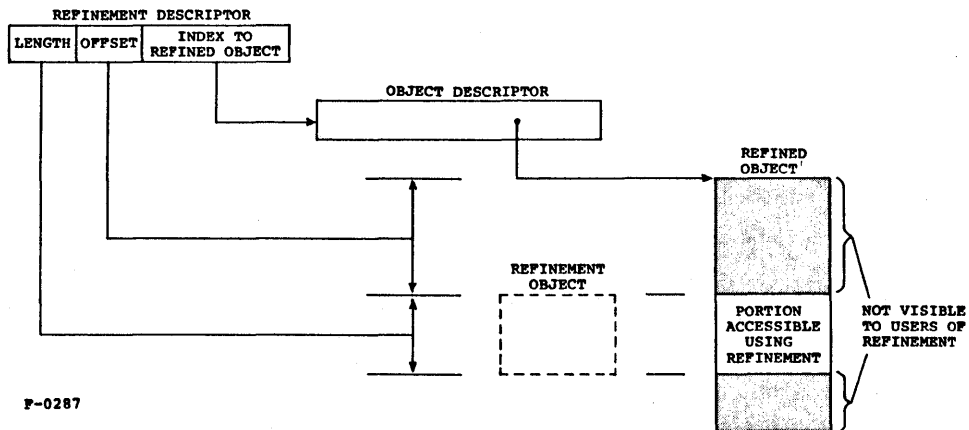 REFINEMENT DESCRIPTOR
LENGTH
OFFSET
INDEX TO
REFINED OBJECT
OBJECT DESCRIPTOR
REFINED
OBJECT
REFINEMENT
OBJECT
PORTION
ACCESSIBLE
USING
REFINEMENT
NOT VISIBLE
TO USERS OF
REFINEMENT
F-0287